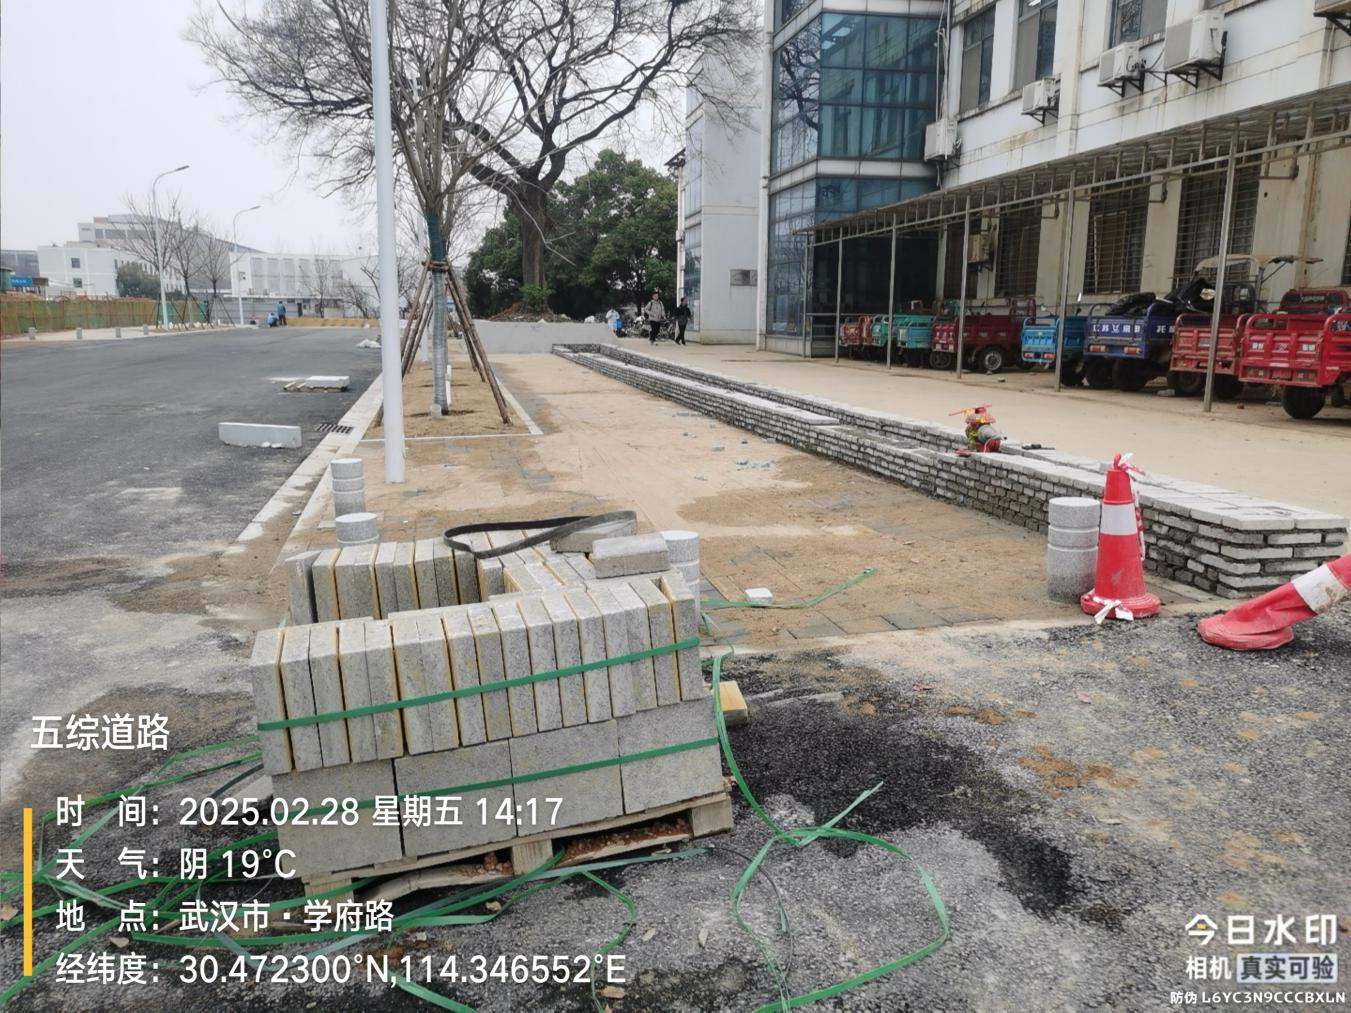 五综道路
时 间：2025.02.28 星期五 14:17
天 气：阴 19°C
地 点：武汉市·学府路
经纬度：30.472300°N,114.346552°E
今日水印
相机 真实可验
防伪 L6YC3N9CCCBXLN